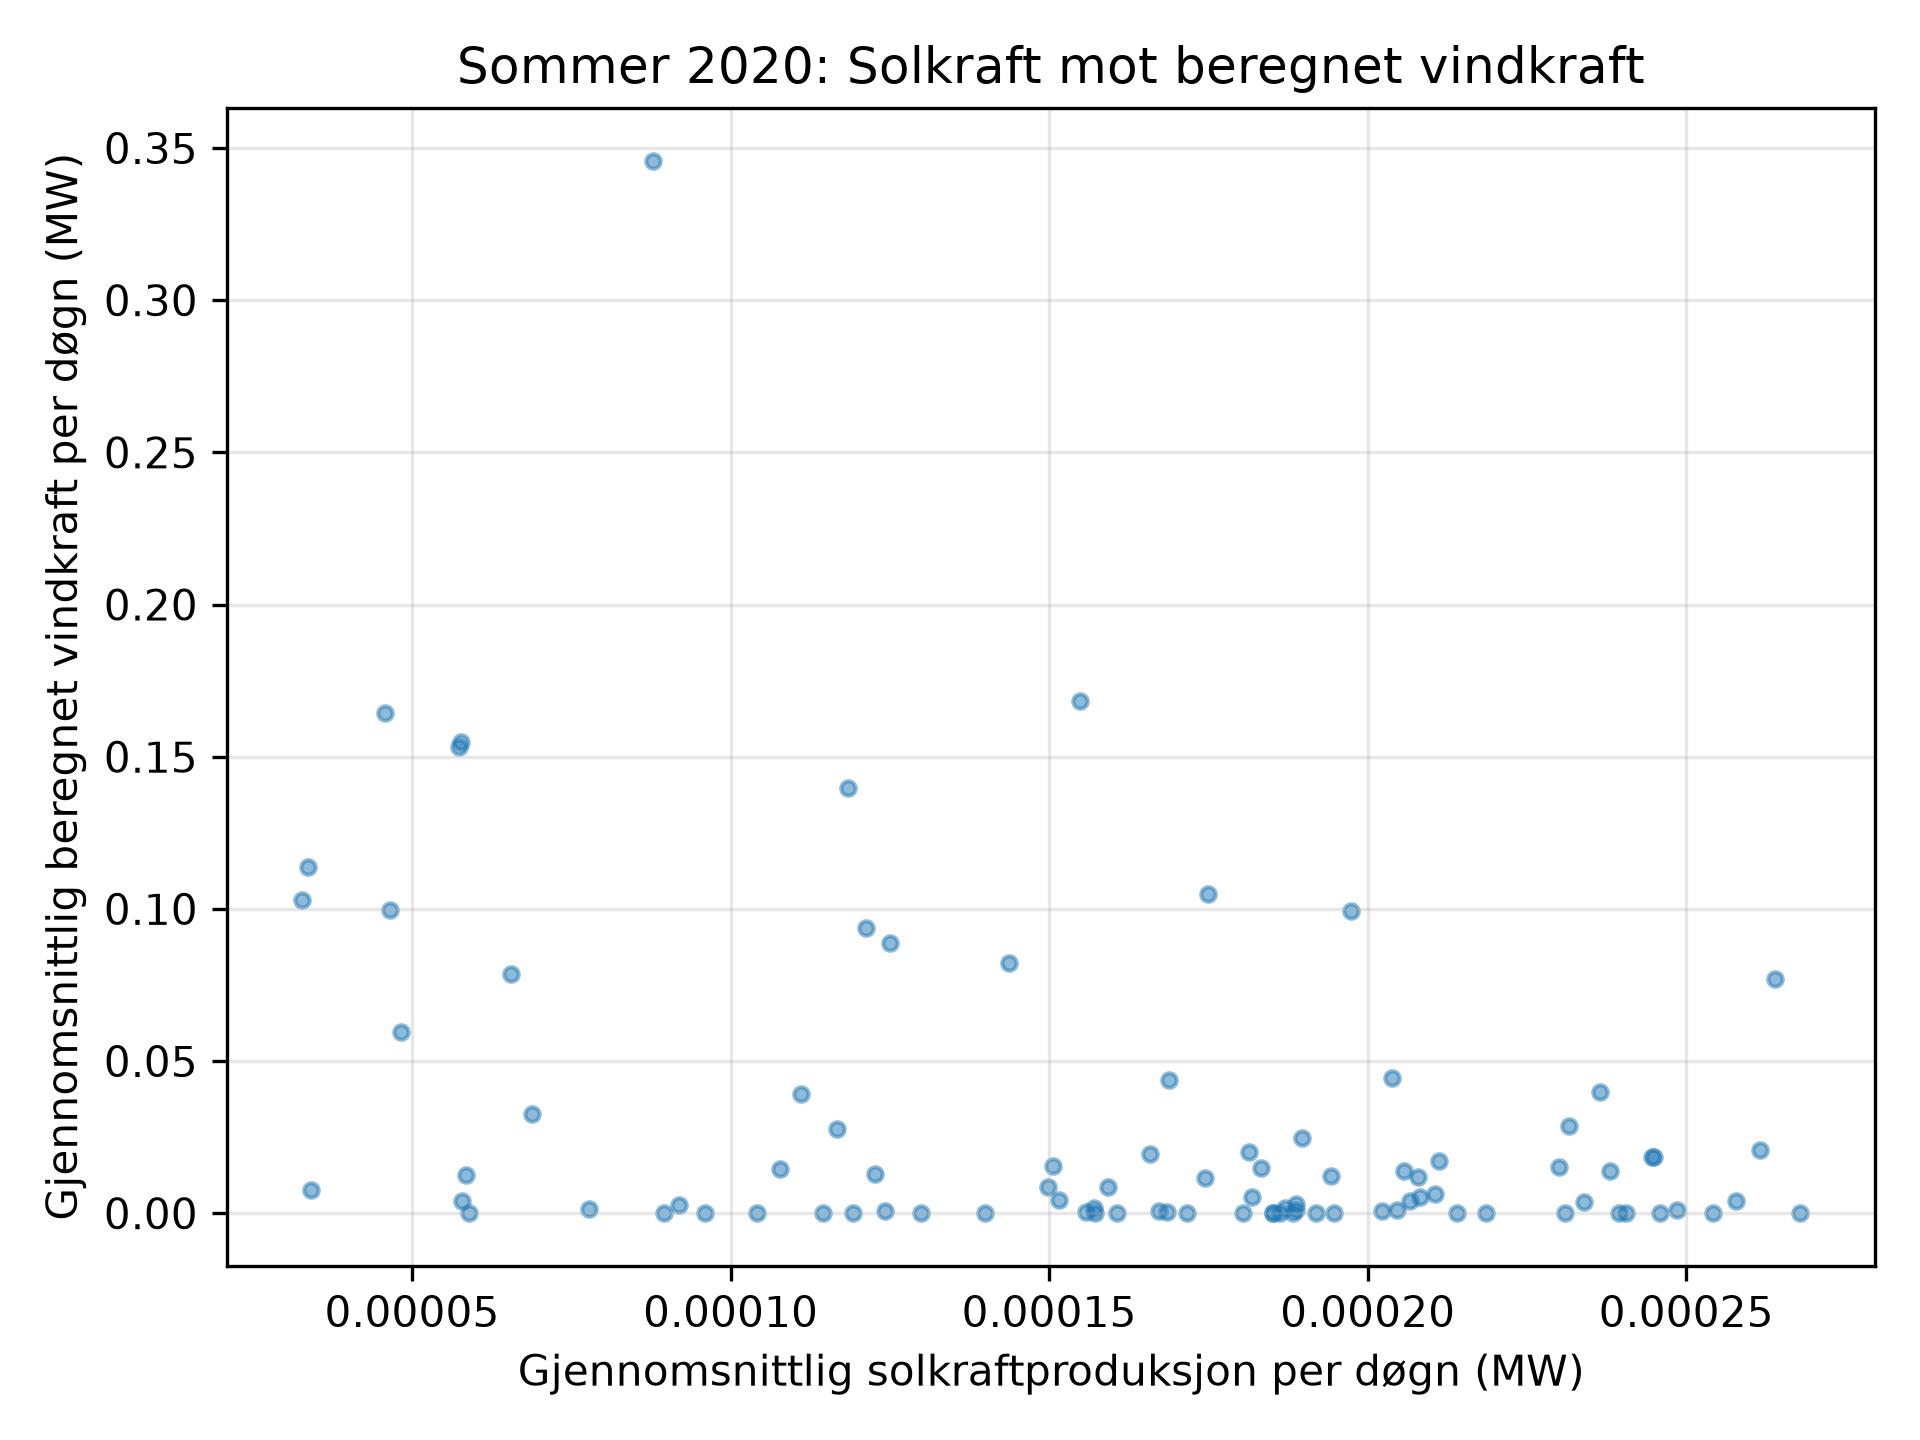 Sommer 2020: Solkraft mot beregnet vindkraft
Gjennomsnittlig beregnet vindkraft per døgn (MW)
0.35
0.30
0.25
0.20
0.15
0.10
0.05
0.00
0.00005 0.00010 0.00015 0.00020 0.00025
Gjennomsnittlig solkraftproduksjon per døgn (MW)